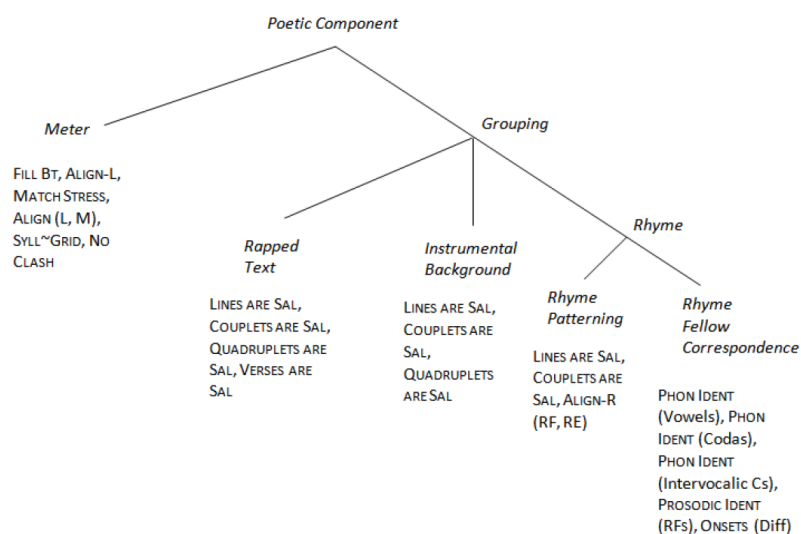 Poetic Component
Meter
FILL BT, ALIGN-L,
MATCH STRESS,
ALIGN (L, M),
SYLL~GRID, NO
CLASH
Grouping
Rapped
Text
LINES ARE SAL,
COUPLETS ARE SAL,
QUADRUPLETS ARE
SAL, VERSES ARE
SAL
Instrumental
Background
LINES ARE SAL,
COUPLETS ARE
SAL,
QUADRUPLETS
ARE SAL
Rhyme
Rhyme
Patterning
LINES ARE SAL,
COUPLETS ARE
SAL, ALIGN-R
(RF, RE)
Rhyme
Fellow
Correspondence
PHON IDENT
(VOWELS), PHON
IDENT (CODAS),
PHON IDENT
(INTERVOCALIC CS),
PROSODIC IDENT
(RFS), ONSETS (DIFF)